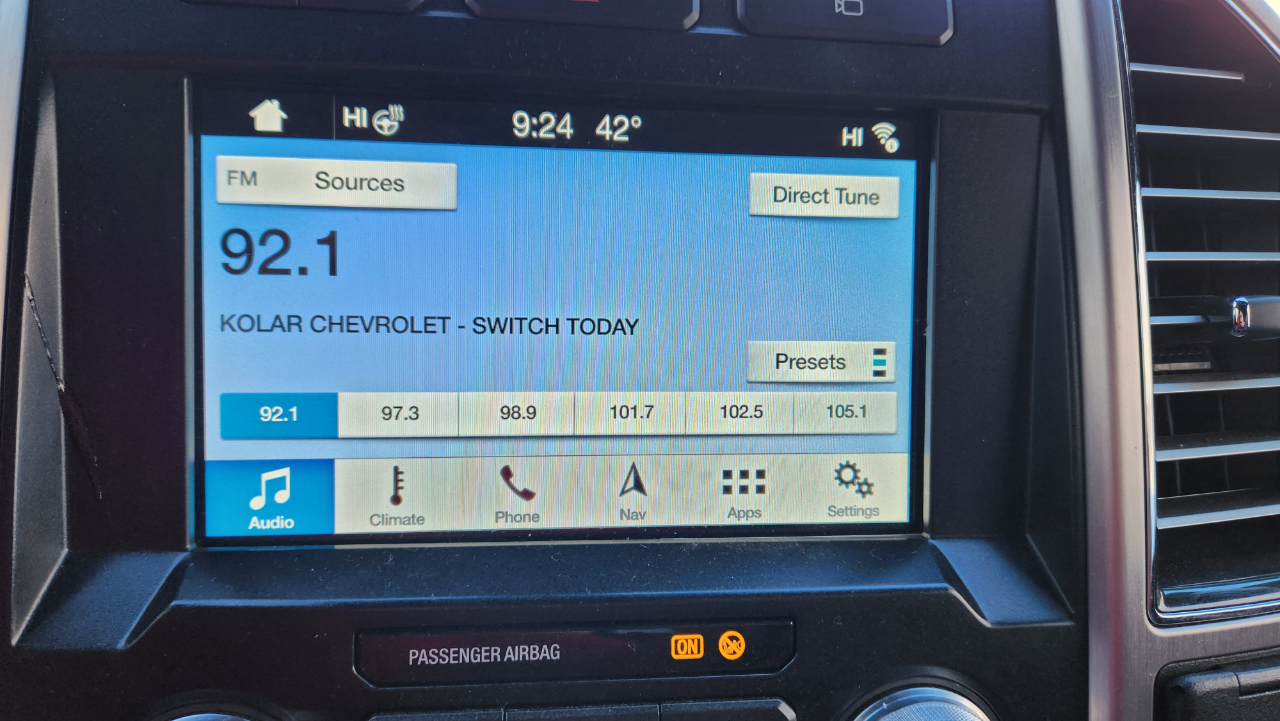 HI 9:24 42° HI
FM Sources Direct Tune
92.1
KOLAR CHEVROLET - SWITCH TODAY
Presets
92.1 97.3 98.9 101.7 102.5 105.1
Audio Climate Phone Nav Apps Settings
PASSENGER AIRBAG ON